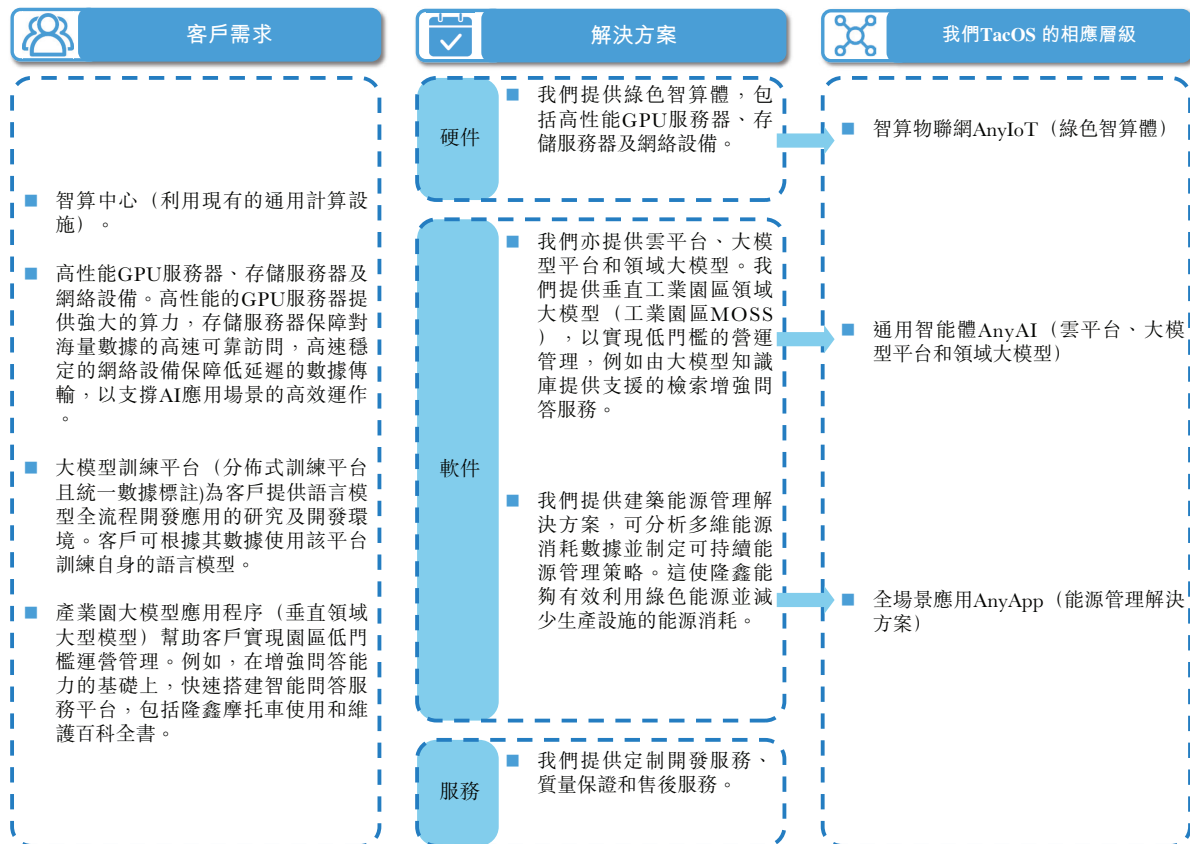 客戶需求
智算中心（利用現有的通用計算設
施）。
高性能GPU服務器、存儲服務器及
網絡設備。高性能的GPU服務器提
供強大的算力，存儲服務器保障對
海量數據的高速可靠訪問，高速穩
定的網絡設備保障低延遲的數據傳
輸，以支撐AI應用場景的高效運作
。
大模型訓練平台（分佈式訓練平台
且統一數據標註)為客戶提供語言模
型全流程開發應用的研究及開發環
境。客戶可根據其數據使用該平台
訓練自身的語言模型。
產業園大模型應用程序（垂直領域
大型模型）幫助客戶實現園區低門
檻運營管理。例如，在增強問答能
力的基礎上，快速搭建智能問答服
務平台，包括隆鑫摩托車使用和維
護百科全書。
解決方案
硬件
我們提供綠色智算體，包
括高性能GPU服務器、存
儲服務器及網絡設備。
軟件
我們亦提供雲平台、大模
型平台和領域大模型。我
們提供垂直工業園區領域
大模型（工業園區MOSS
），以實現低門檻的營運
管理，例如由大模型知識
庫提供支援的檢索增強問
答服務。
我們提供建築能源管理解
決方案，可分析多維能源
消耗數據並制定可持續能
源管理策略。這使隆鑫能
夠有效利用綠色能源並減
少生產設施的能源消耗。
服務
我們提供定制開發服務、
質量保證和售後服務。
我們TacOS 的相應層級
智算物聯網AnyIoT（綠色智算體）
通用智能體AnyAI（雲平台、大模
型平台和領域大模型）
全場景應用AnyApp（能源管理解決
方案）